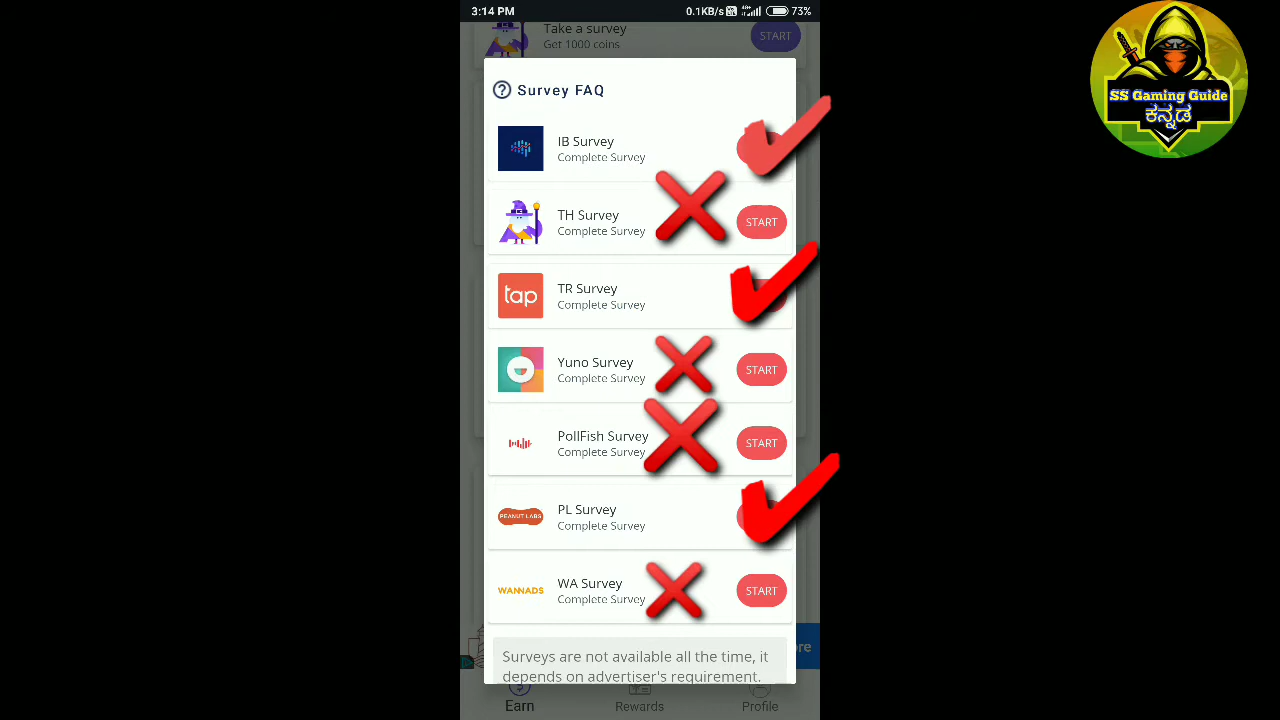 3:14 PM
0.1KB/s
73%
Take a survey
Get 1000 coins
START
Survey FAQ
IB Survey
Complete Survey
TH Survey
Complete Survey
START
tap
TR Survey
Complete Survey
Yuno Survey
Complete Survey
START
PollFish Survey
Complete Survey
START
PEANUT LABS
PL Survey
Complete Survey
WANNADS
WA Survey
Complete Survey
START
Surveys are not available all the time, it
depends on advertiser's requirement.
Earn
Rewards
Profile
SS Gaming Guide
ಕನ್ನಡ